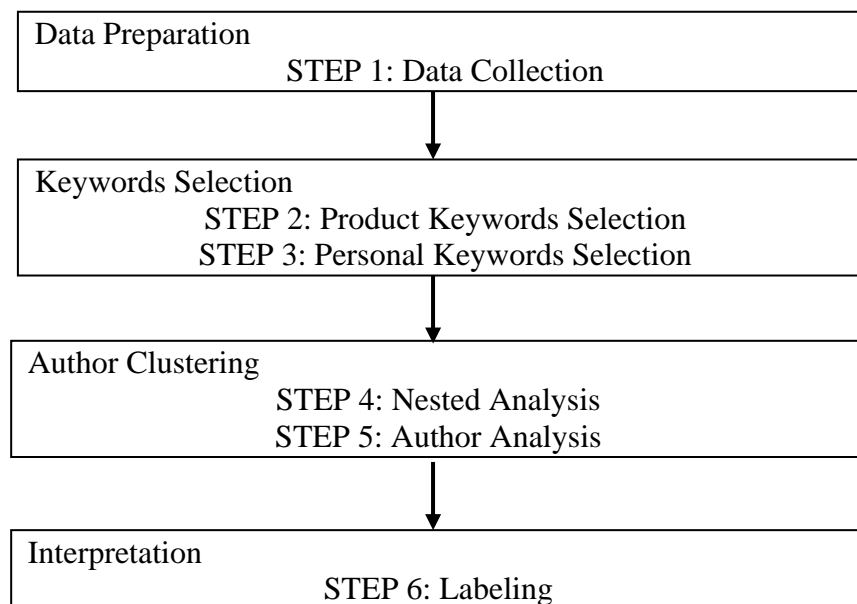 Data Preparation
STEP 1: Data Collection
Keywords Selection
STEP 2: Product Keywords Selection
STEP 3: Personal Keywords Selection
Author Clustering
STEP 4: Nested Analysis
STEP 5: Author Analysis
Interpretation
STEP 6: Labeling